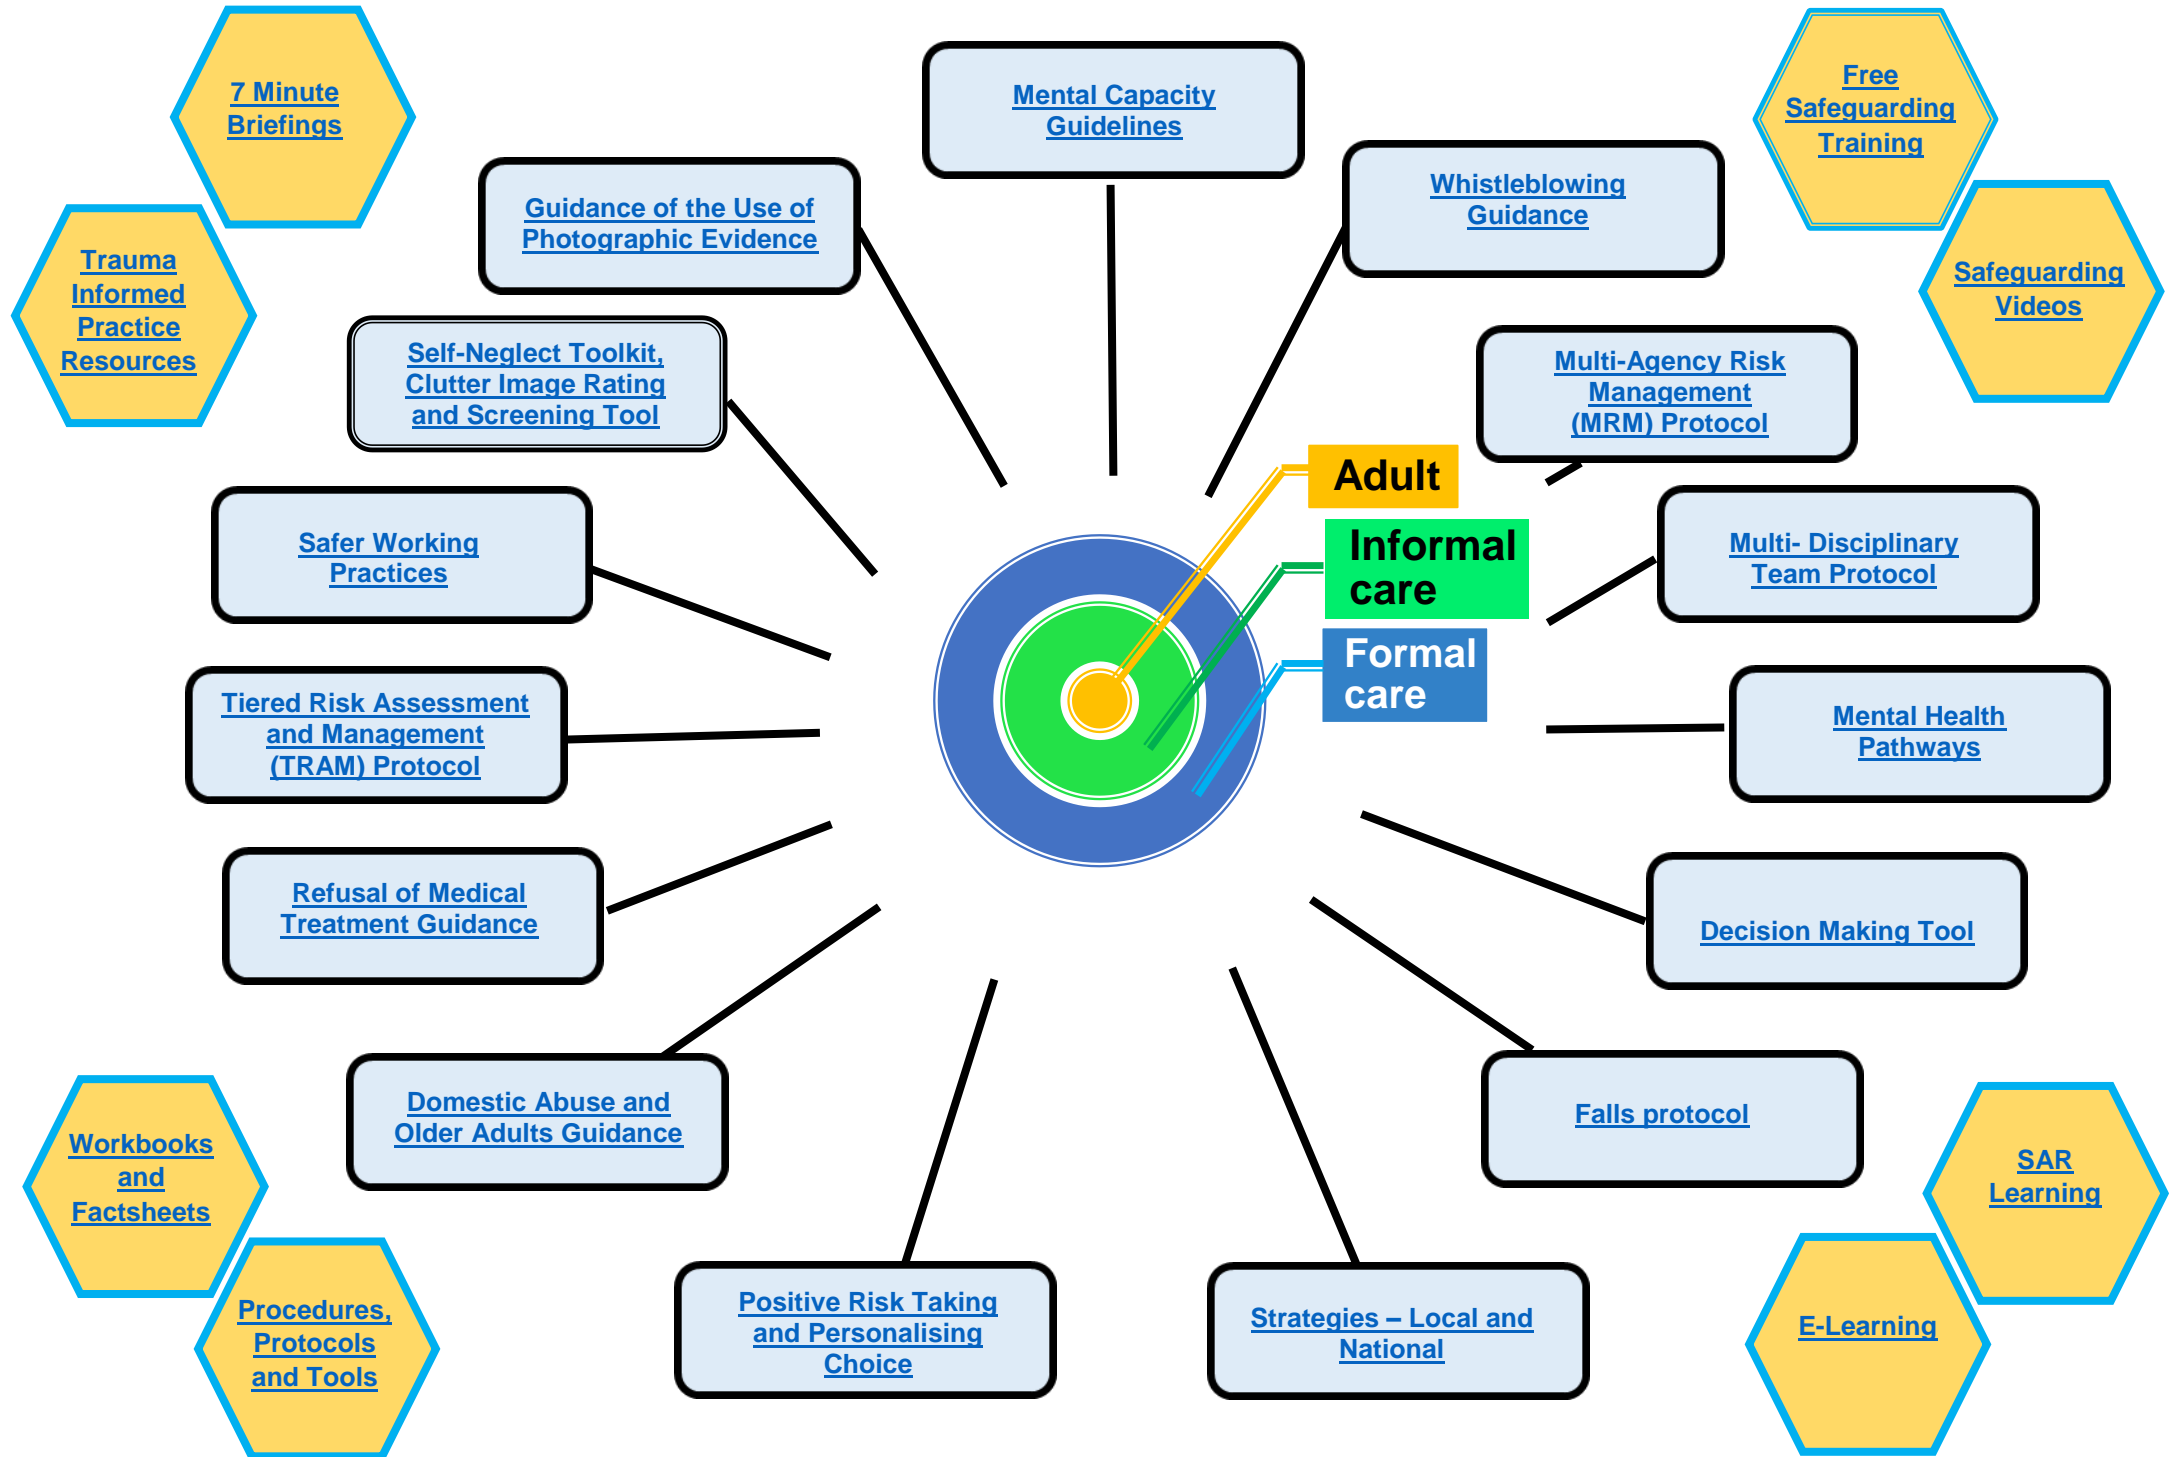 7 Minute
Briefings
Trauma
Informed
Practice
Resources
Mental Capacity
Guidelines
Free
Safeguarding
Training
Safeguarding
Videos
Guidance of the Use of
Photographic Evidence
Whistleblowing
Guidance
Self-Neglect Toolkit,
Clutter Image Rating
and Screening Tool
Multi-Agency Risk
Management
(MRM) Protocol
Adult
Informal
care
Formal
care
Safer Working
Practices
Multi- Disciplinary
Team Protocol
Tiered Risk Assessment
and Management
(TRAM) Protocol
Mental Health
Pathways
Refusal of Medical
Treatment Guidance
Decision Making Tool
Domestic Abuse and
Older Adults Guidance
Falls protocol
Workbooks
and
Factsheets
Procedures,
Protocols
and Tools
Positive Risk Taking
and Personalising
Choice
Strategies – Local and
National
SAR
Learning
E-Learning